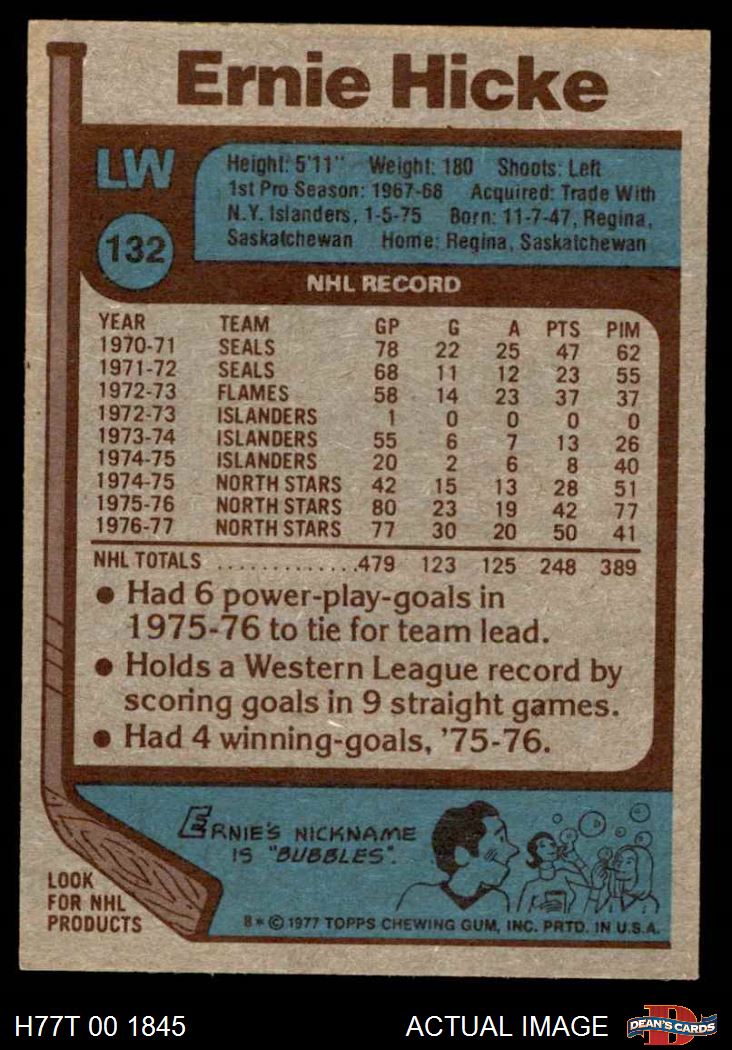 Ernie Hicke
LW
132
Height: 5'11" Weight: 180 Shoots: Left
1st Pro Season: 1967-68 Acquired: Trade With
N.Y. Islanders, 1-5-75 Born: 11-7-47, Regina,
Saskatchewan Home: Regina, Saskatchewan
NHL RECORD
YEAR TEAM GP G A PTS PIM
1970-71 SEALS 78 22 25 47 62
1971-72 SEALS 68 11 12 23 55
1972-73 FLAMES 58 14 23 37 37
1972-73 ISLANDERS 1 0 0 0 0
1973-74 ISLANDERS 55 6 7 13 26
1974-75 ISLANDERS 20 2 6 8 40
1974-75 NORTH STARS 42 15 13 28 51
1975-76 NORTH STARS 80 23 19 42 77
1976-77 NORTH STARS 77 30 20 50 41
NHL TOTALS ..............479 123 125 248 389
• Had 6 power-play-goals in
1975-76 to tie for team lead.
• Holds a Western League record by
scoring goals in 9 straight games.
• Had 4 winning-goals, '75-76.
ERNIE'S NICKNAME
IS "BUBBLES".
LOOK
FOR NHL
PRODUCTS
8* © 1977 TOPPS CHEWING GUM, INC. PRTD. IN U.S.A.
H77T 00 1845
ACTUAL IMAGE
D
DEAN'S CARDS